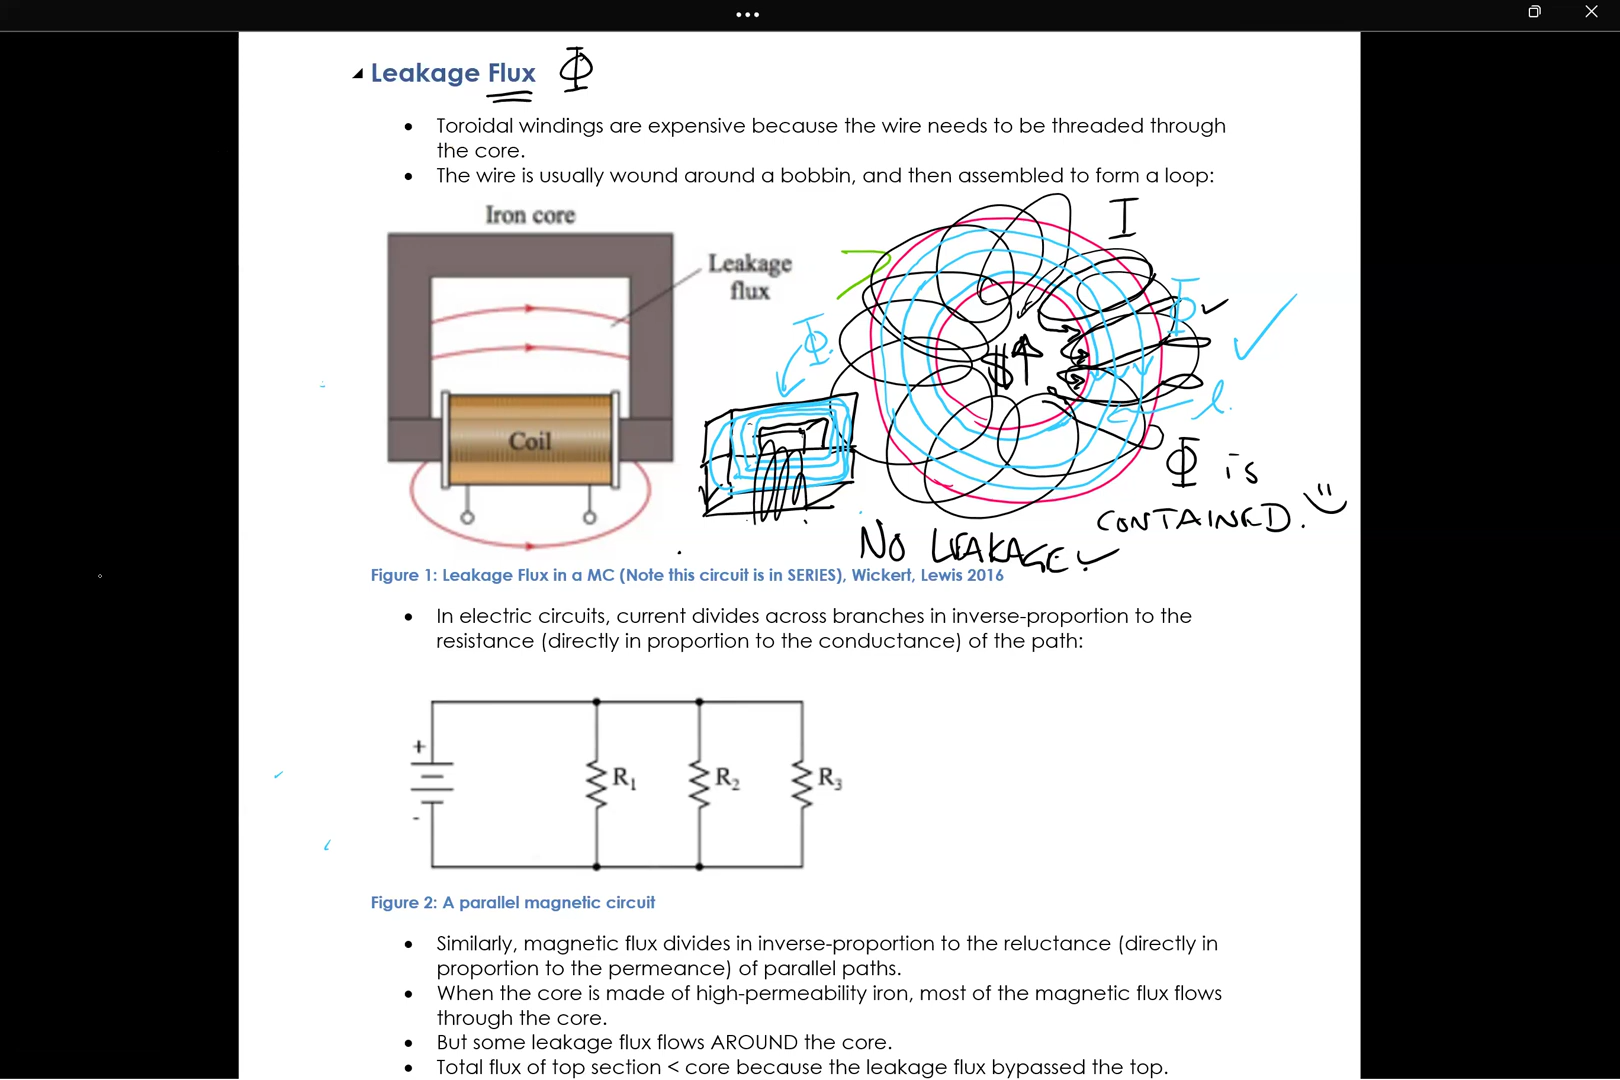 Leakage Flux Φ
• Toroidal windings are expensive because the wire needs to be threaded through
the core.
• The wire is usually wound around a bobbin, and then assembled to form a loop:
Iron core
Leakage
flux
Coil
I
Φ
Φ
$↑
l.
Φ is
CONTAINED.
NO LEAKAGE
Figure 1: Leakage Flux in a MC (Note this circuit is in SERIES), Wickert, Lewis 2016
• In electric circuits, current divides across branches in inverse-proportion to the
resistance (directly in proportion to the conductance) of the path:
+
-
R1
R2
R3
Figure 2: A parallel magnetic circuit
• Similarly, magnetic flux divides in inverse-proportion to the reluctance (directly in
proportion to the permeance) of parallel paths.
• When the core is made of high-permeability iron, most of the magnetic flux flows
through the core.
• But some leakage flux flows AROUND the core.
• Total flux of top section < core because the leakage flux bypassed the top.